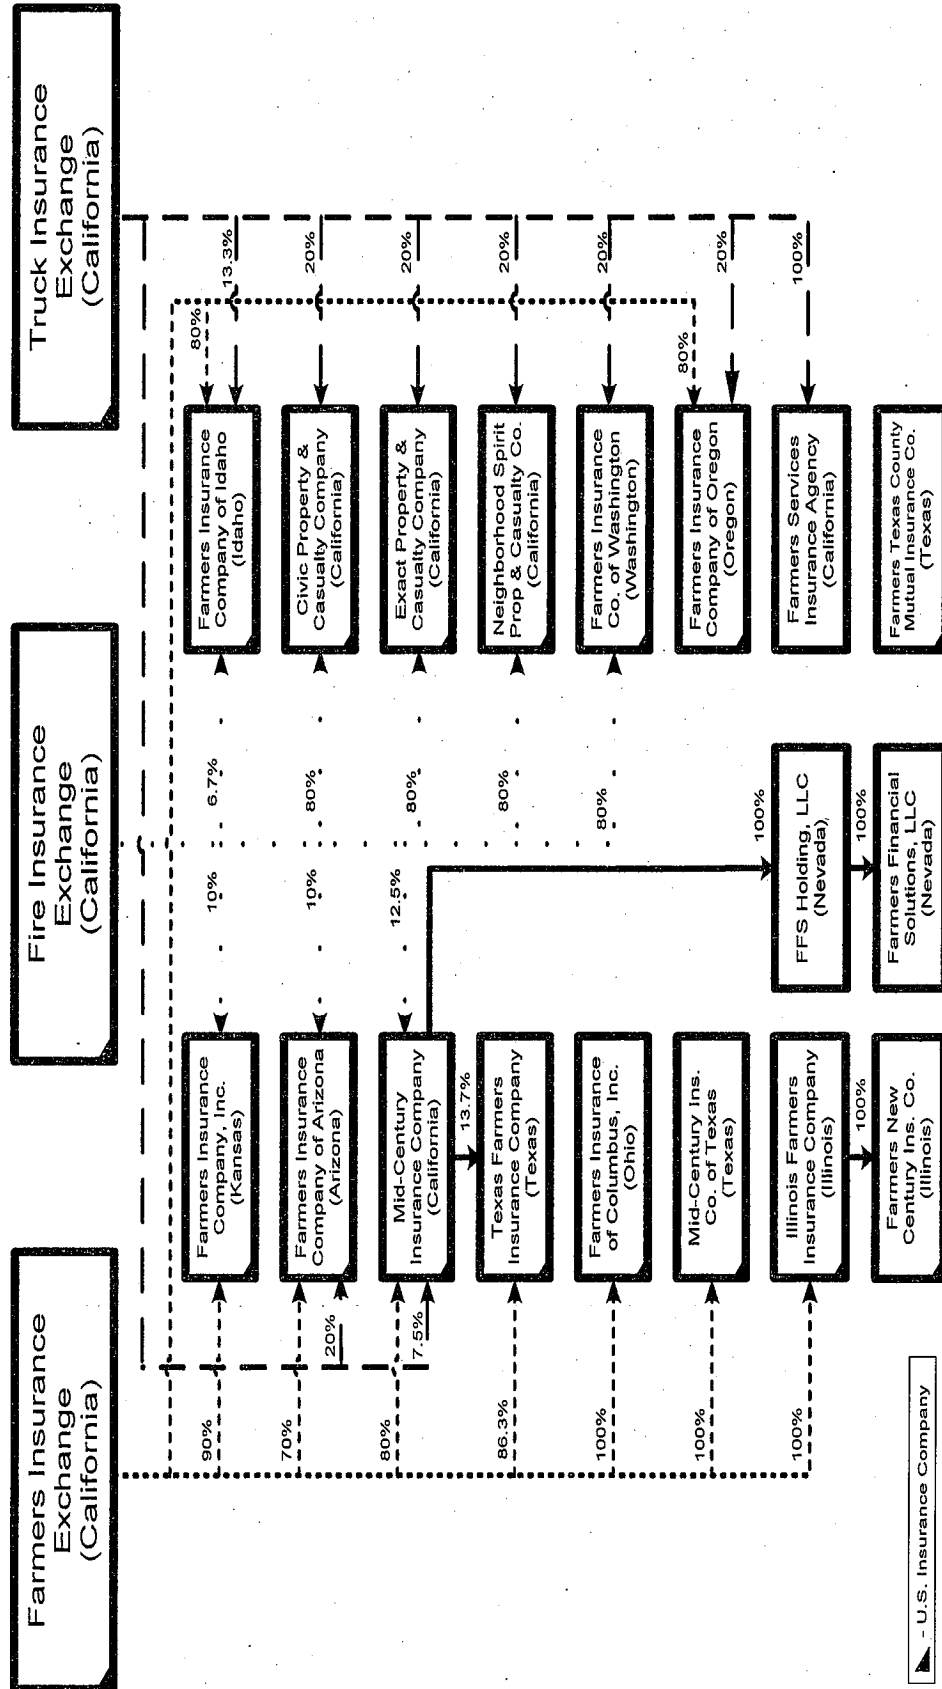 Farmers Insurance
Exchange
(California)
Fire Insurance
Exchange
(California)
Truck Insurance
Exchange
(California)
90%
Farmers Insurance
Company, Inc.
(Kansas)
10%
6.7%
Farmers Insurance
Company of Idaho
(Idaho)
80%
13.3%
70%
20%
Farmers Insurance
Company of Arizona
(Arizona)
10%
80%
Civic Property &
Casualty Company
(California)
20%
80%
7.5%
Mid-Century
Insurance Company
(California)
12.5%
80%
Exact Property &
Casualty Company
(California)
20%
13.7%
86.3%
Texas Farmers
Insurance Company
(Texas)
80%
Neighborhood Spirit
Prop & Casualty Co.
(California)
20%
100%
Farmers Insurance
of Columbus, Inc.
(Ohio)
80%
Farmers Insurance
Co. of Washington
(Washington)
20%
100%
Mid-Century Ins.
Co. of Texas
(Texas)
Farmers Insurance
Company of Oregon
(Oregon)
80%
20%
100%
Illinois Farmers
Insurance Company
(Illinois)
100%
FFS Holding, LLC
(Nevada)
Farmers Services
Insurance Agency
(California)
100%
100%
Farmers New
Century Ins. Co.
(Illinois)
100%
Farmers Financial
Solutions, LLC
(Nevada)
Farmers Texas County
Mutual Insurance Co.
(Texas)
- U.S. Insurance Company